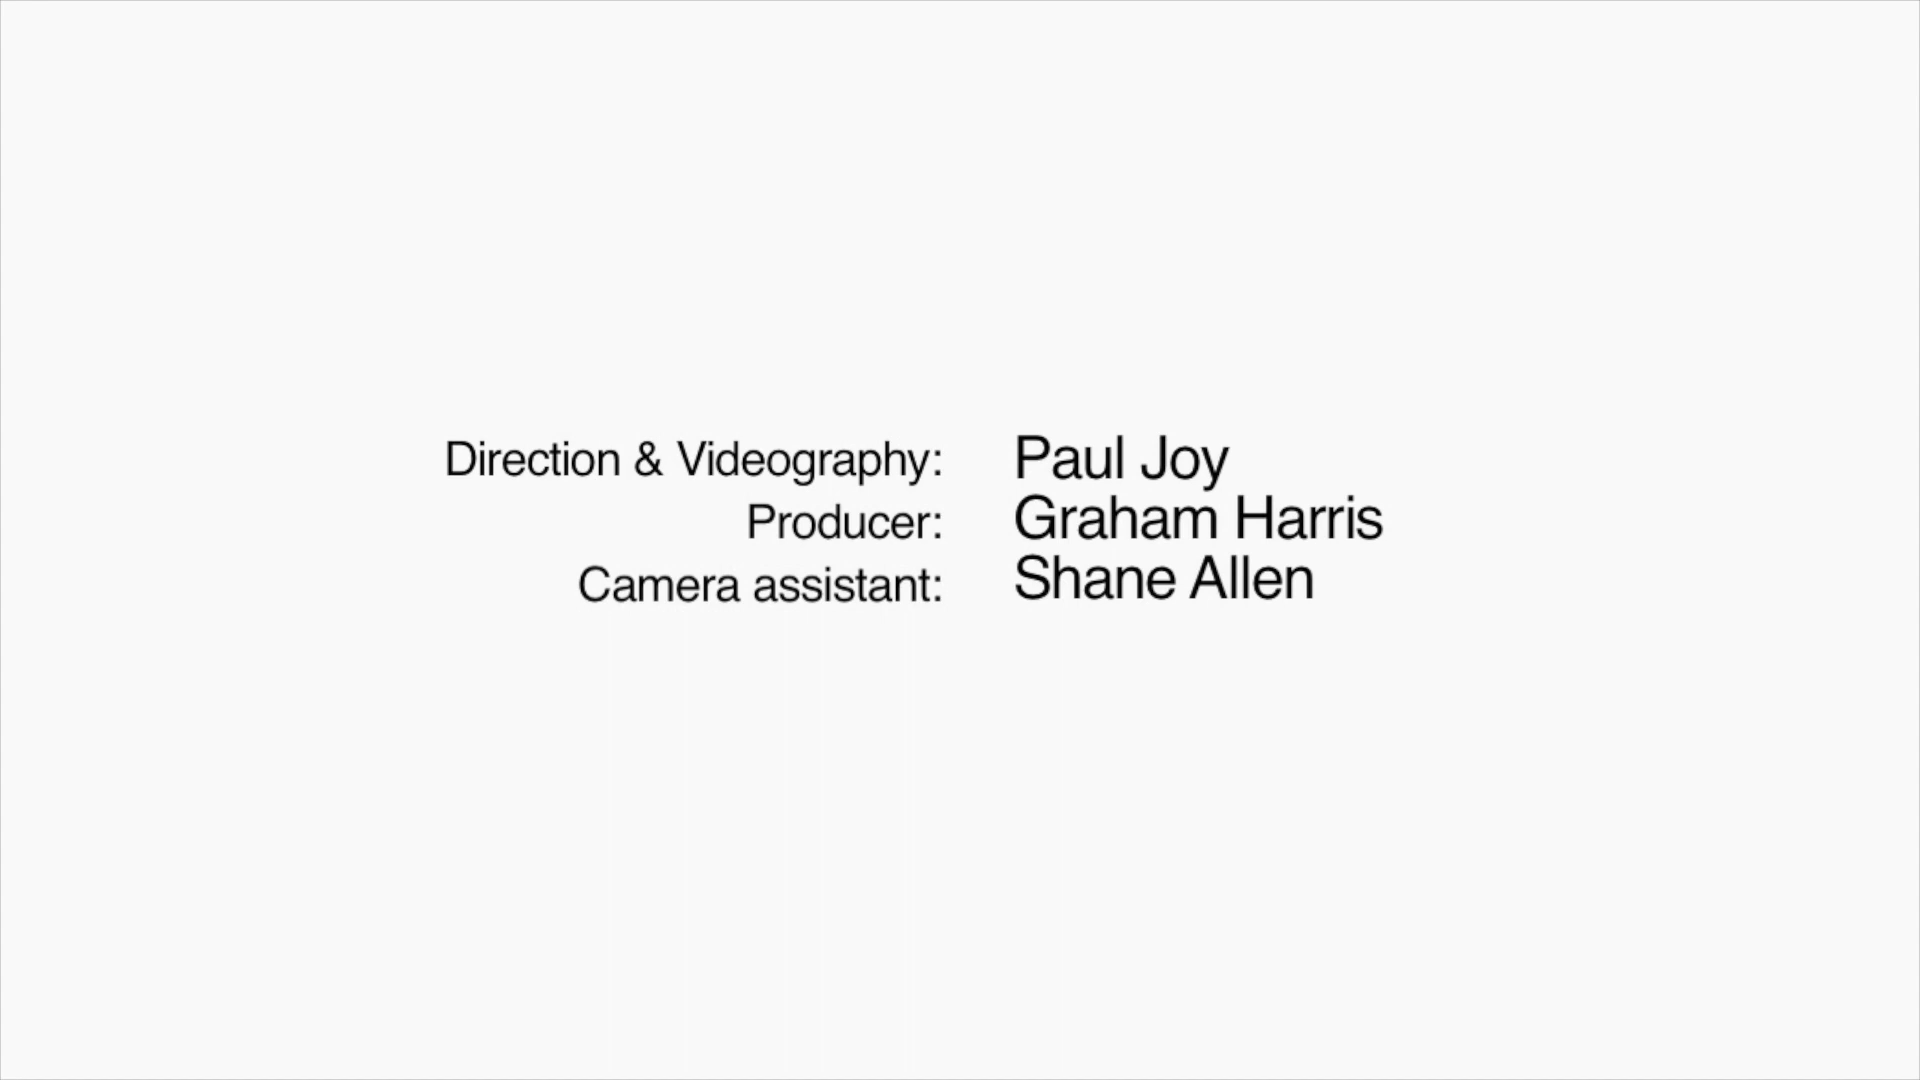 Direction & Videography: Paul Joy
Producer: Graham Harris
Camera assistant: Shane Allen